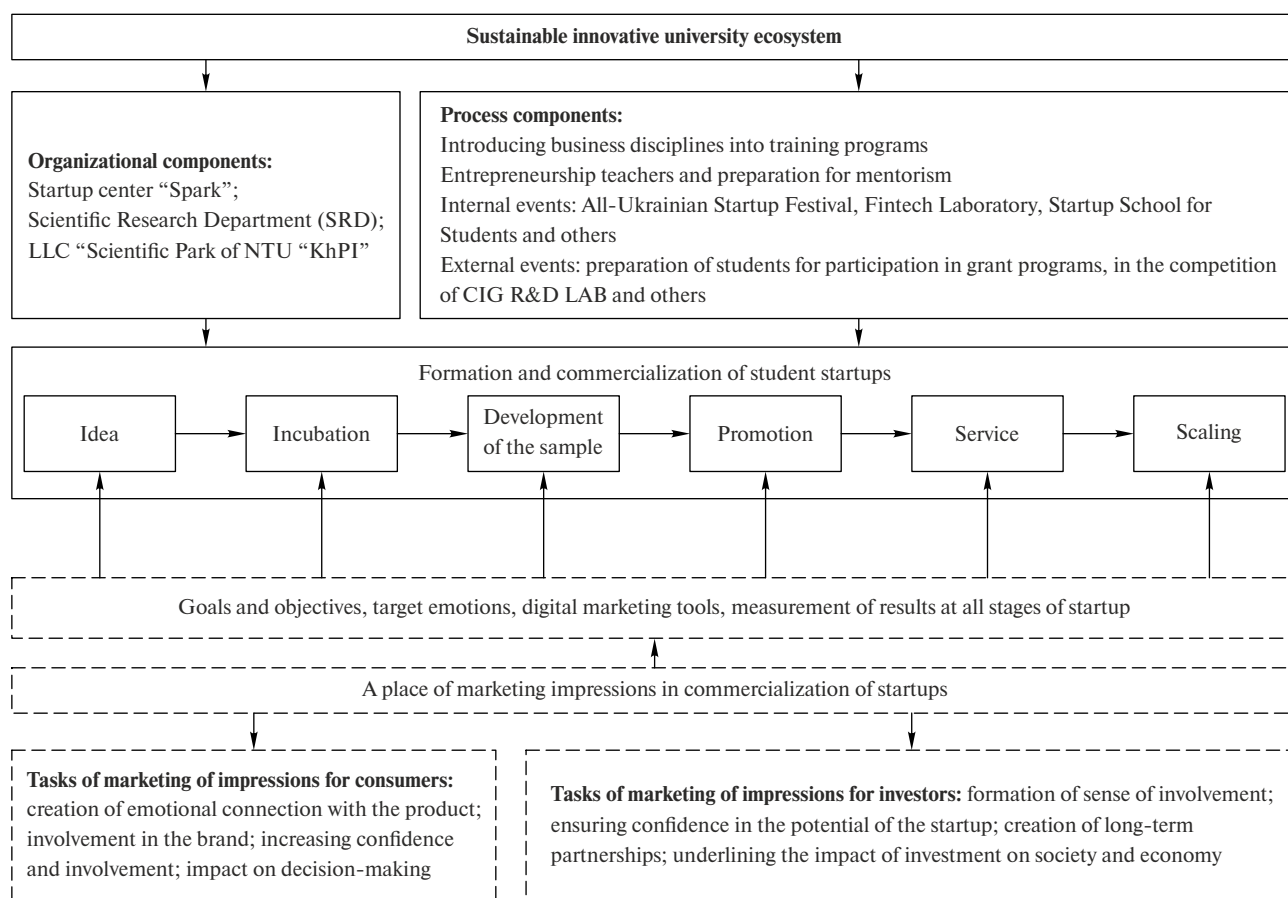 Sustainable innovative university ecosystem
Organizational components:
Startup center “Spark”;
Scientific Research Department (SRD);
LLC “Scientific Park of NTU “KhPI”
Process components:
Introducing business disciplines into training programs
Entrepreneurship teachers and preparation for mentorism
Internal events: All-Ukrainian Startup Festival, Fintech Laboratory, Startup School for
Students and others
External events: preparation of students for participation in grant programs, in the competition
of CIG R&D LAB and others
Formation and commercialization of student startups
Idea
Incubation
Development
of the sample
Promotion
Service
Scaling
Goals and objectives, target emotions, digital marketing tools, measurement of results at all stages of startup
A place of marketing impressions in commercialization of startups
Tasks of marketing of impressions for consumers:
creation of emotional connection with the product;
involvement in the brand; increasing confidence
and involvement; impact on decision-making
Tasks of marketing of impressions for investors: formation of sense of involvement;
ensuring confidence in the potential of the startup; creation of long-term
partnerships; underlining the impact of investment on society and economy